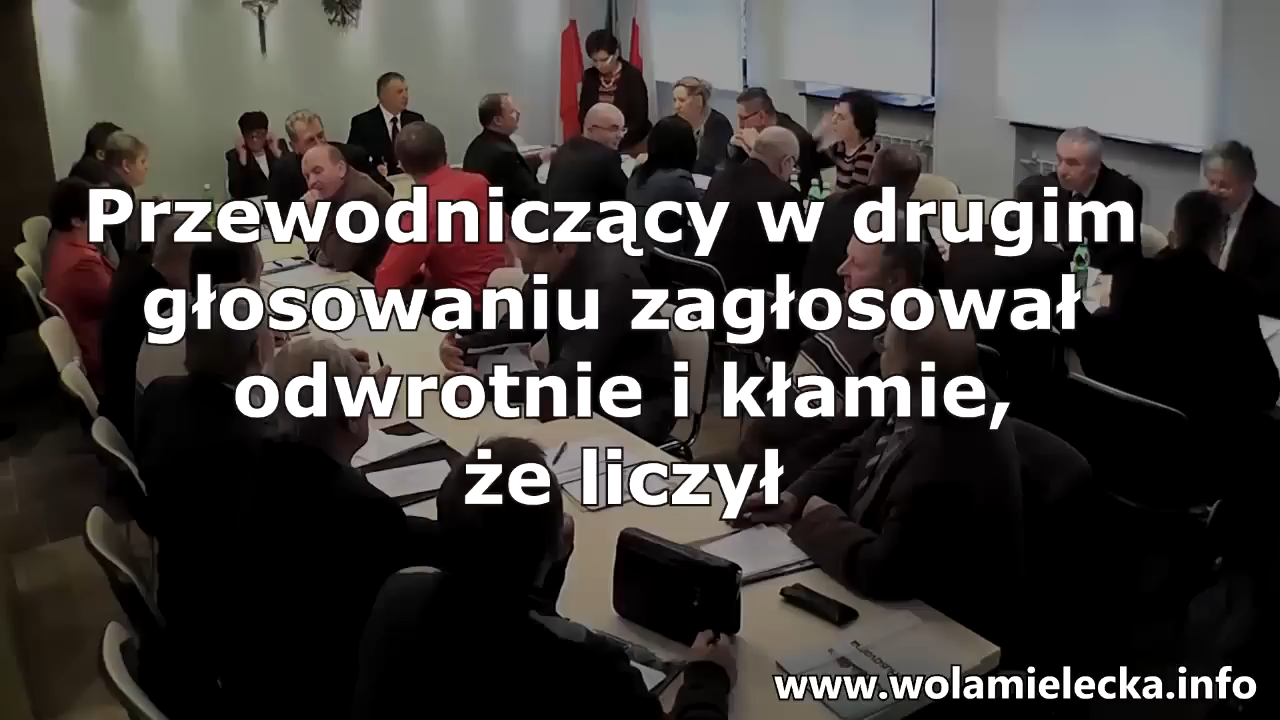 Przewodniczący w drugim
głosowaniu zagłosował
odwrotnie i kłamie,
że liczył
www.wolamielecka.info